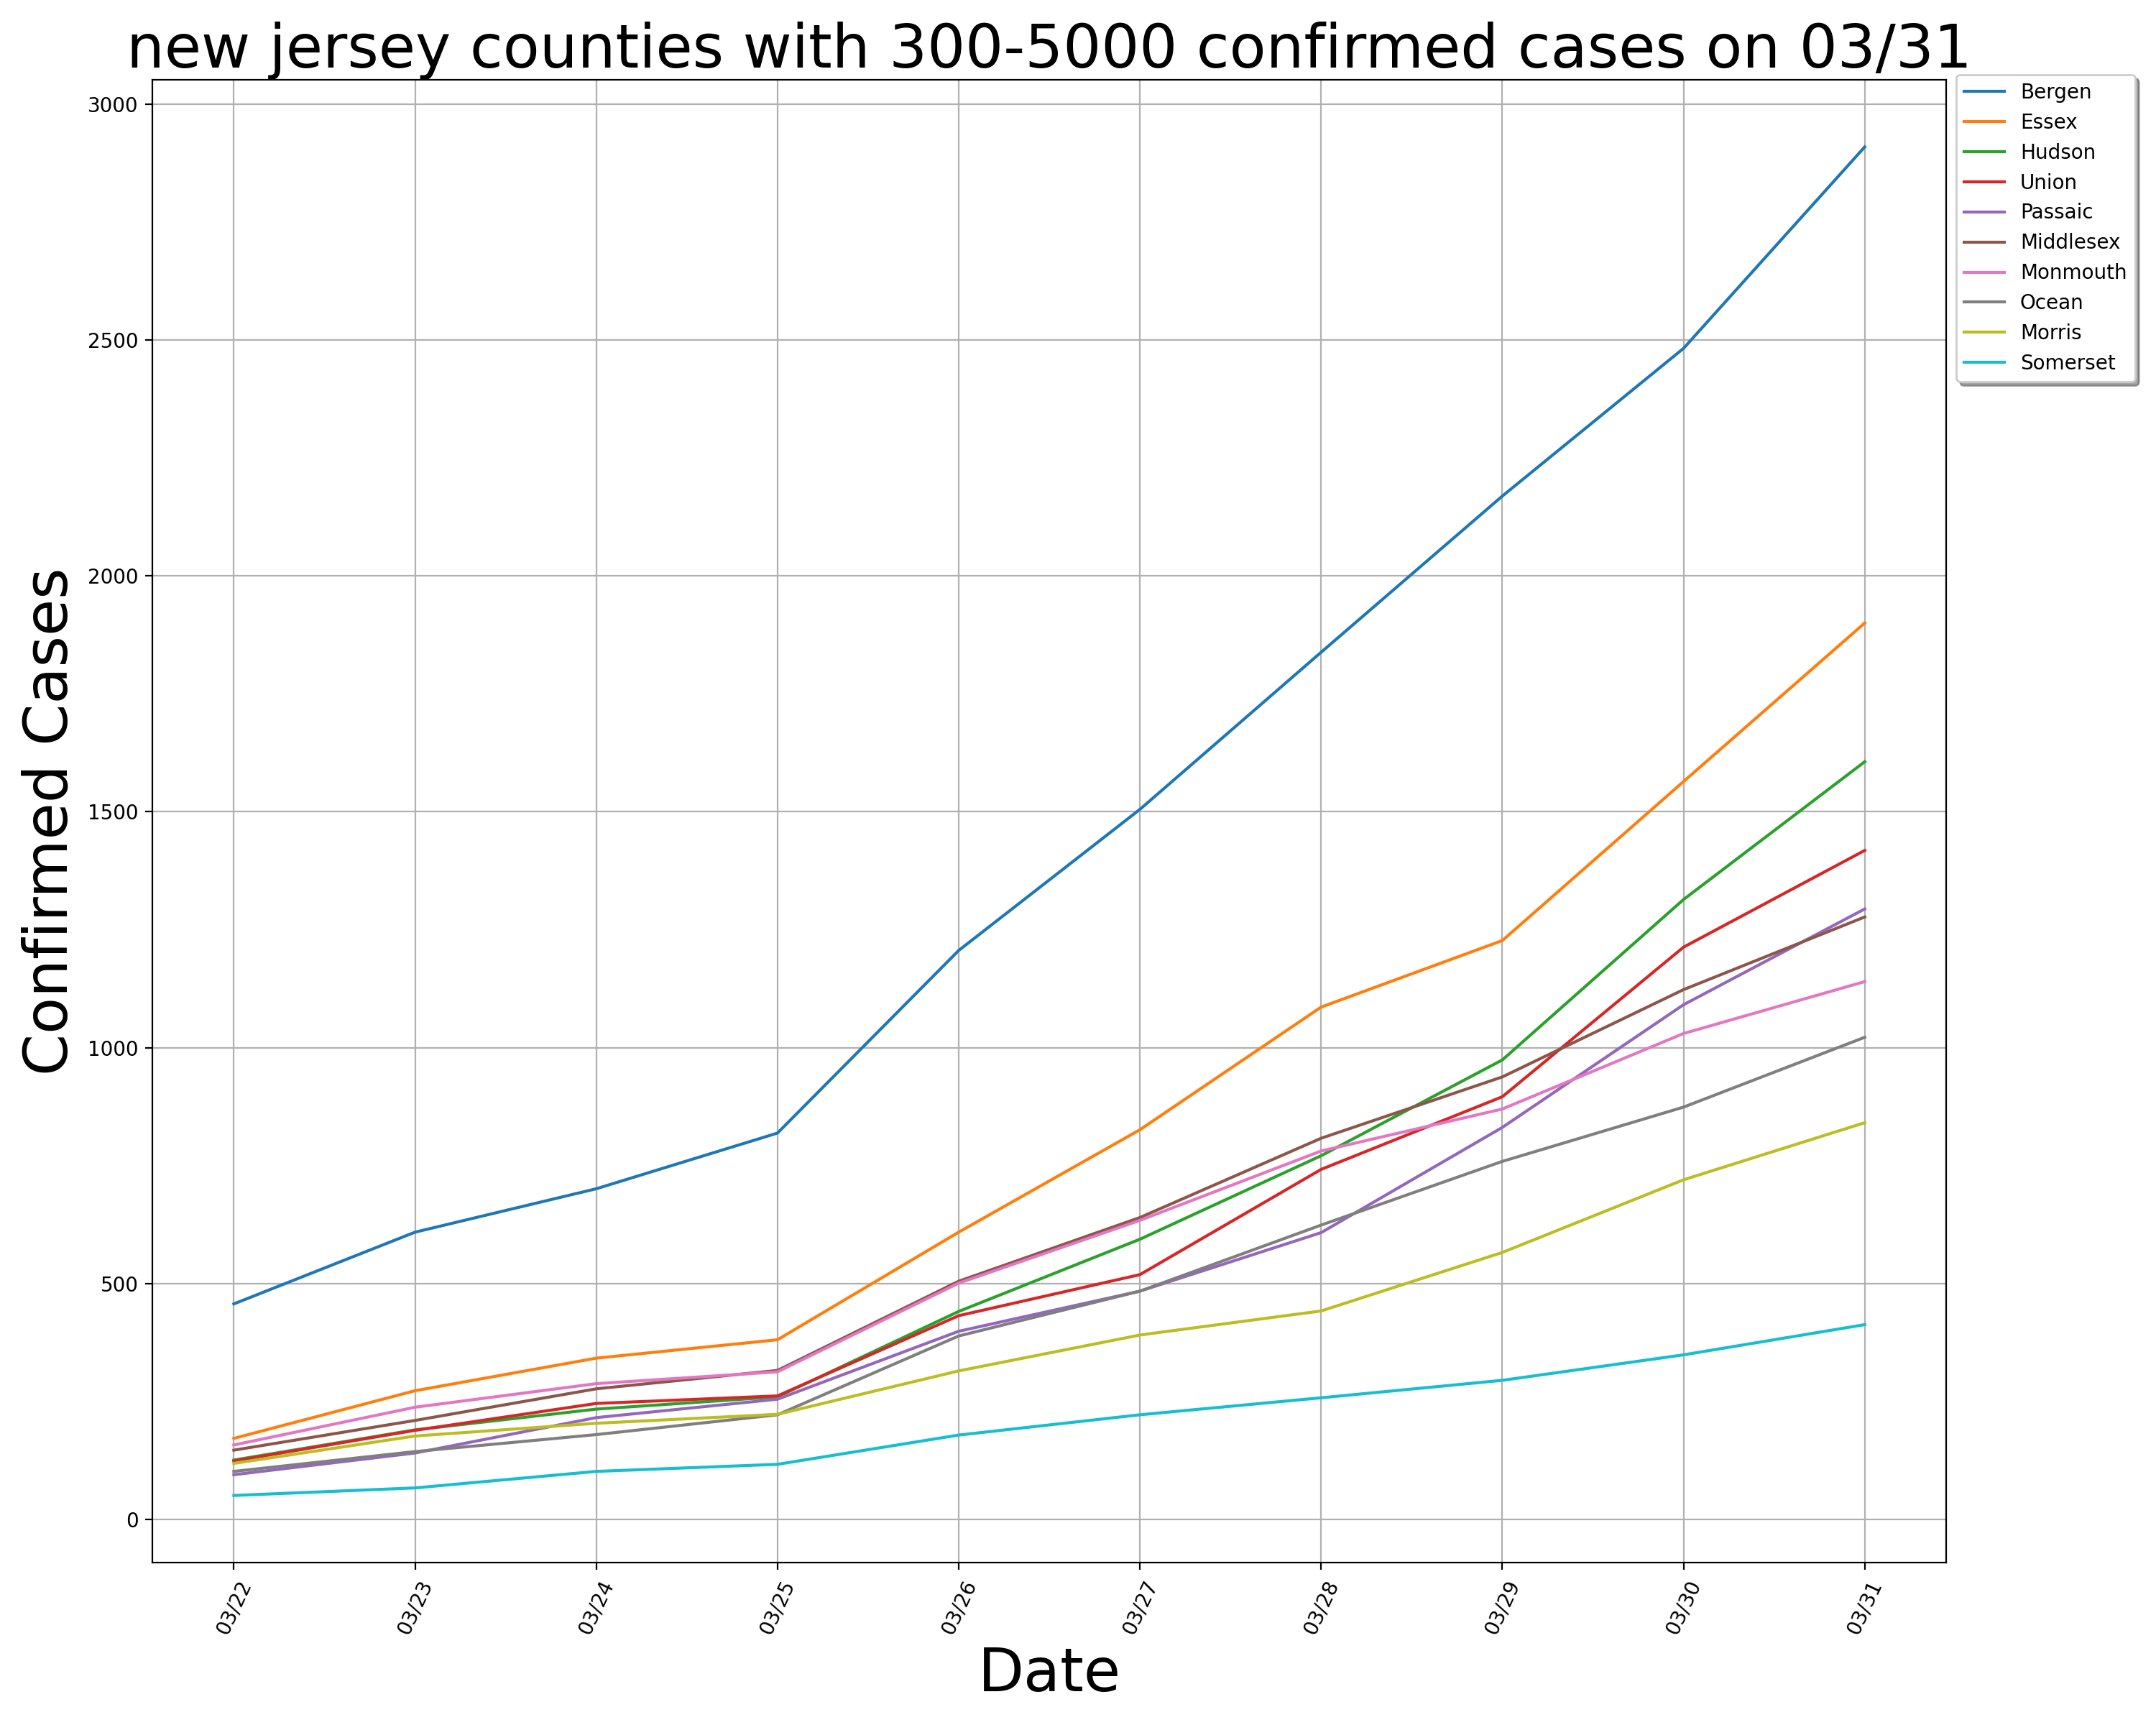 new jersey counties with 300-5000 confirmed cases on 03/31
3000
2500
2000
1500
1000
500
0
Confirmed Cases
03/22
03/23
03/24
03/25
03/26
03/27
03/28
03/29
03/30
03/31
Date
Bergen
Essex
Hudson
Union
Passaic
Middlesex
Monmouth
Ocean
Morris
Somerset